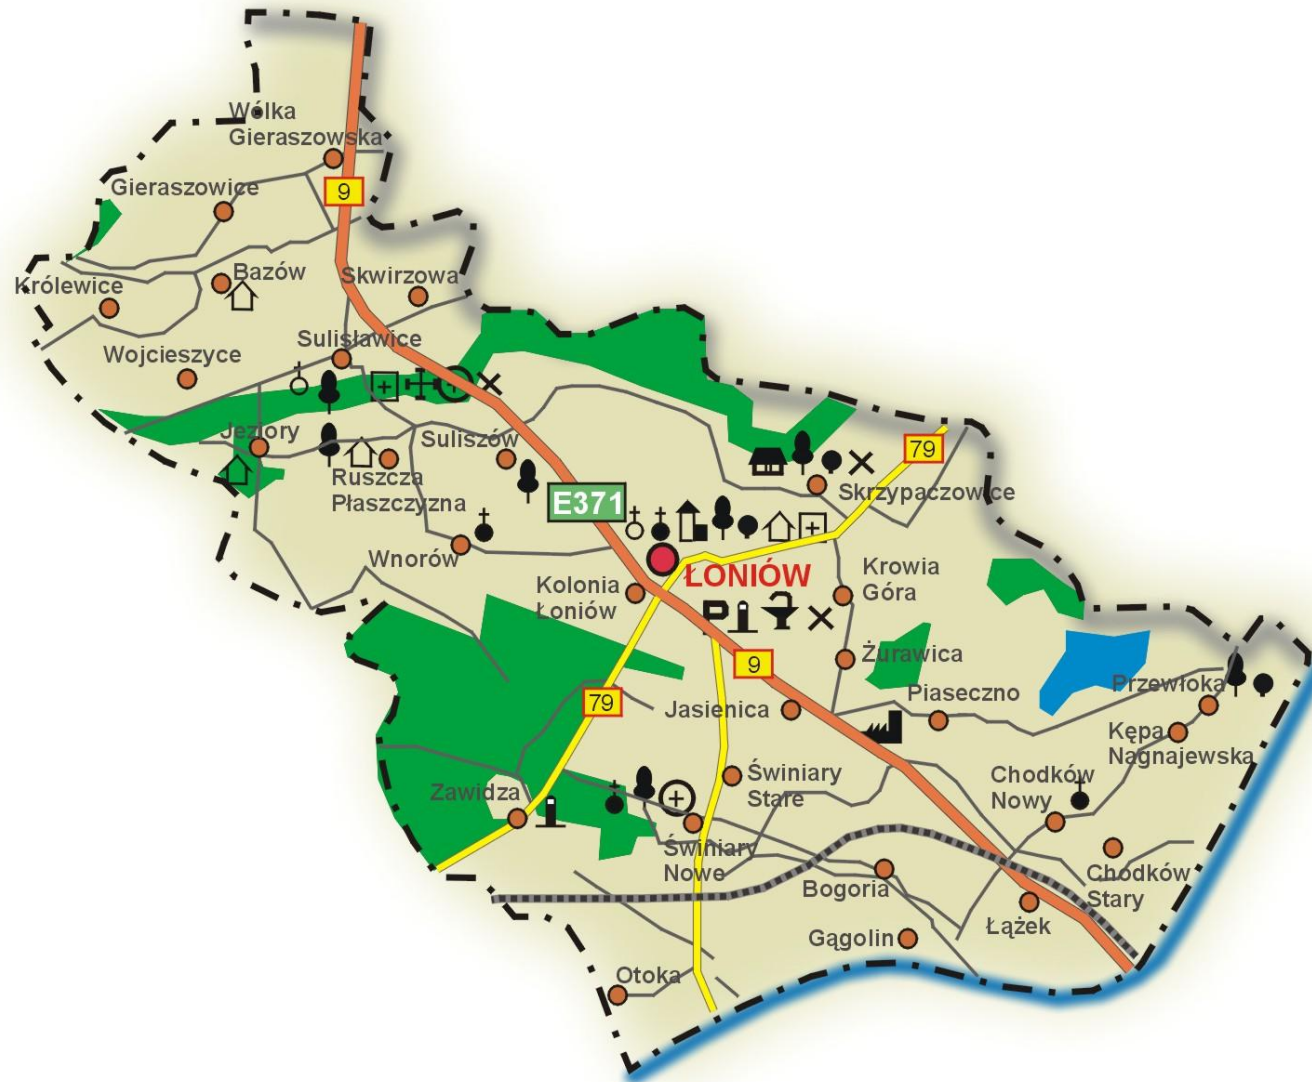 Wólka
Gieraszowska
Gieraszowice
9
Bazów
Skwirzowa
Królewice
Sulisławice
Wojcieszyce
Jeziory
Suliszów
Ruszcza
Płaszczyzna
79
Skrzypaczowice
E371
Wnorów
ŁONIÓW
Krowia
Góra
Kolonia
Łoniów
P
Żurawica
9
Przewłoka
Piaseczno
79
Jasienica
Kępa
Nagnajewska
Świniary
Stare
Chodków
Nowy
Zawidza
Świniary
Nowe
Bogoria
Chodków
Stary
Łążek
Gągolin
Otoka